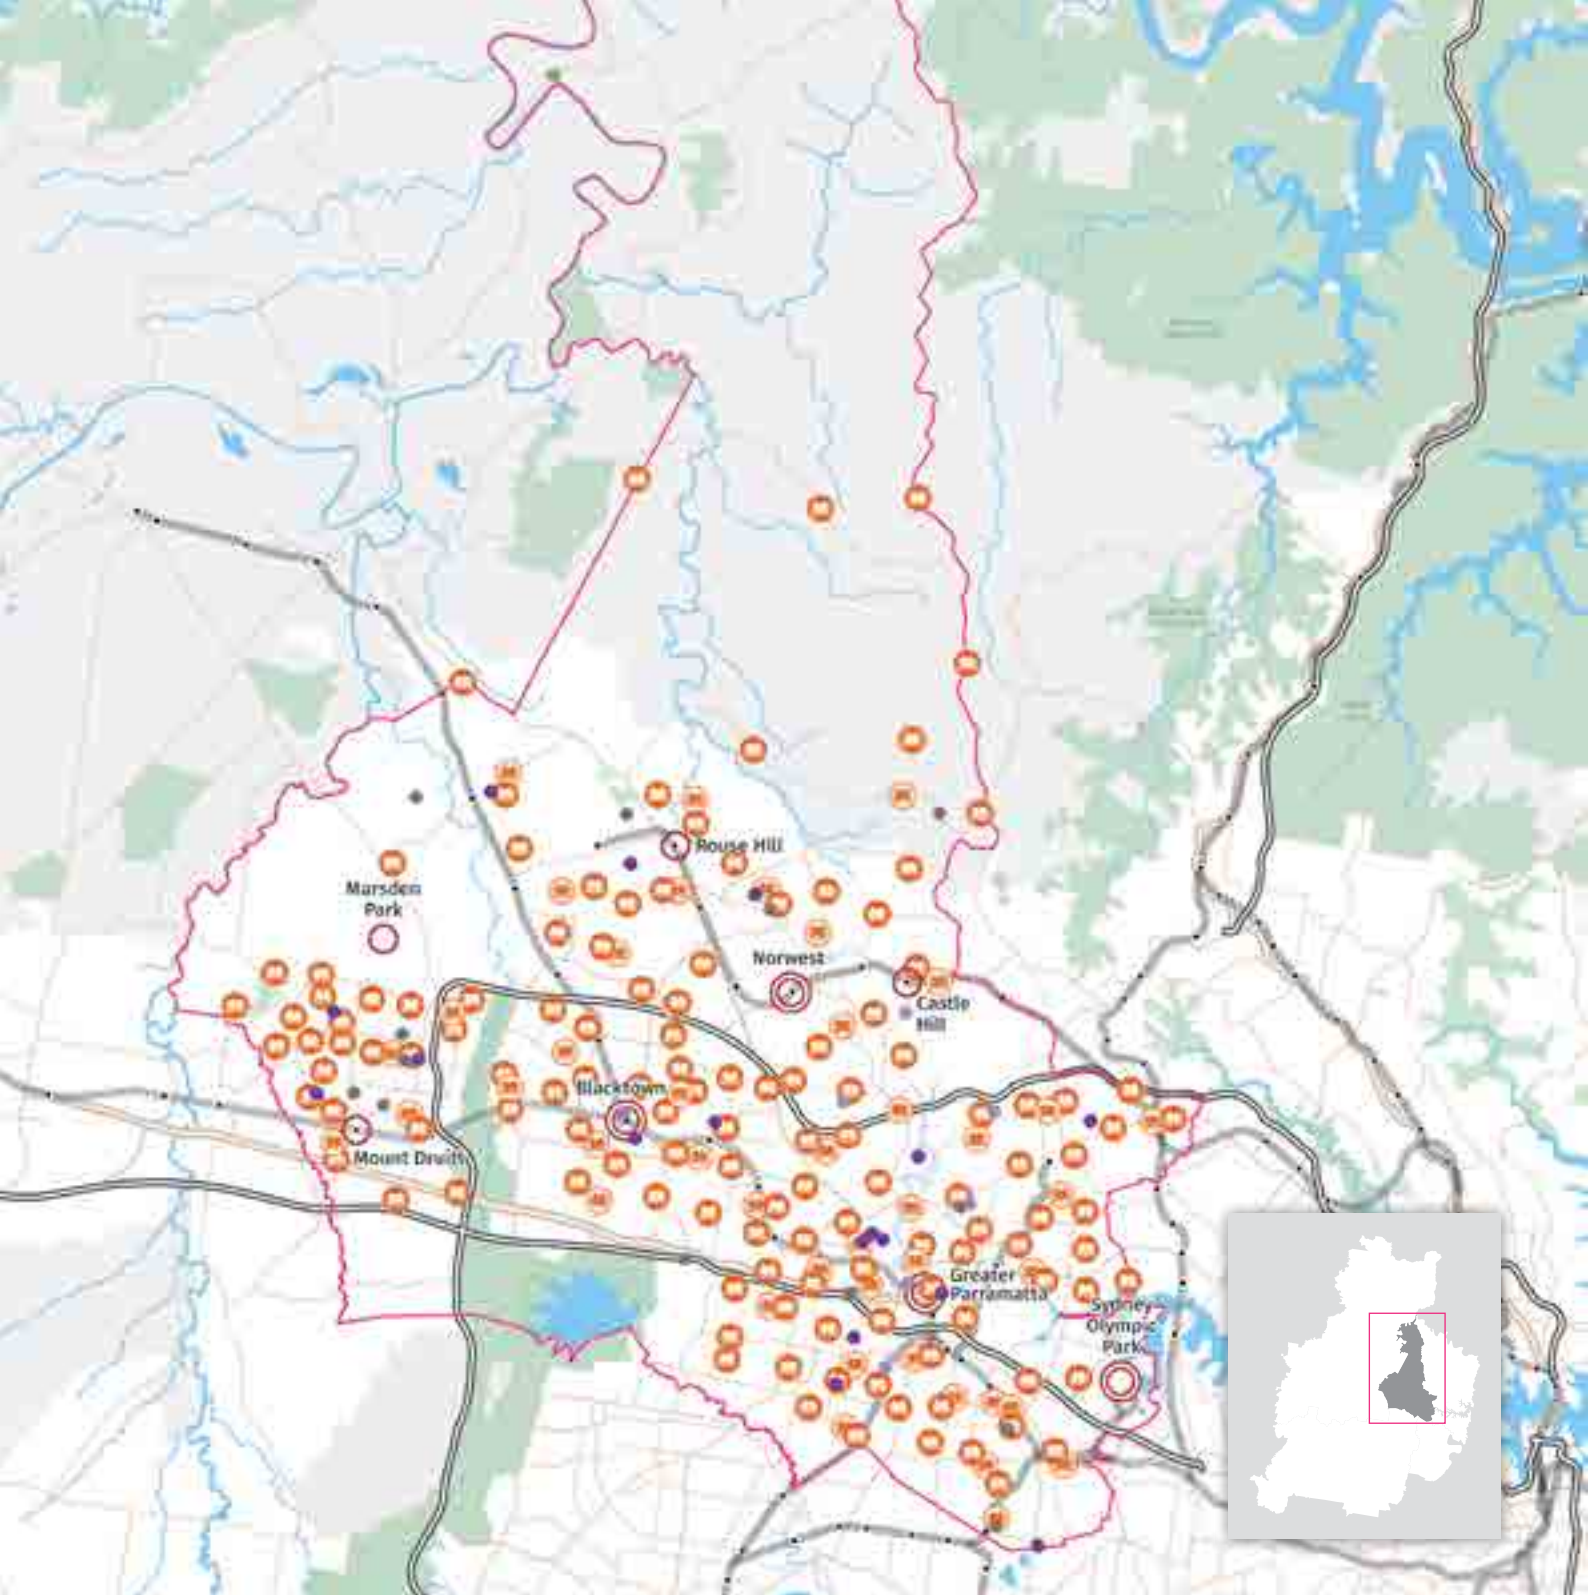 Rouse Hill
Marsden
Park
Norwest
Castle
Hill
Blacktown
Mount Druitt
Greater
Parramatta
Sydney
Olympic
Park